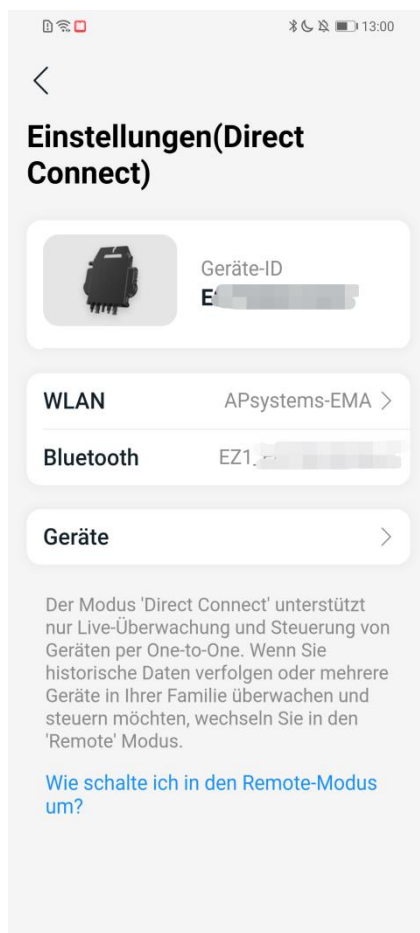 13:00
Einstellungen(Direct
Connect)
Geräte-ID
WLAN
APsystems-EMA
Bluetooth
EZ1
Geräte
Der Modus 'Direct Connect' unterstützt
nur Live-Überwachung und Steuerung von
Geräten per One-to-One. Wenn Sie
historische Daten verfolgen oder mehrere
Geräte in Ihrer Familie überwachen und
steuern möchten, wechseln Sie in den
'Remote' Modus.
Wie schalte ich in den Remote-Modus
um?